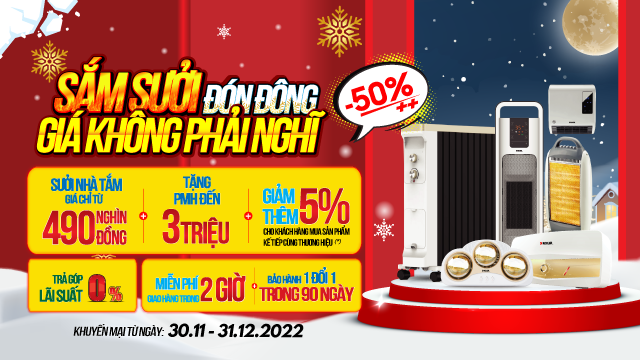 SẮM SƯỞI ĐÓN ĐÔNG
GIÁ KHÔNG PHẢI NGHĨ
-50%
++
SƯỞI NHÀ TẮM
GIÁ CHỈ TỪ
490 NGHÌN ĐỒNG
+
TẶNG
PMH ĐẾN
3 TRIỆU
+
GIẢM THÊM 5%
CHO KHÁCH HÀNG MUA SẢN PHẨM
KẾ TIẾP CÙNG THƯƠNG HIỆU (*)
TRẢ GÓP
LÃI SUẤT 0%
MIỄN PHÍ
GIAO HÀNG TRONG 2 GIỜ
+
BẢO HÀNH 1 ĐỔI 1
TRONG 90 NGÀY
KHUYẾN MẠI TỪ NGÀY: 30.11 - 31.12.2022